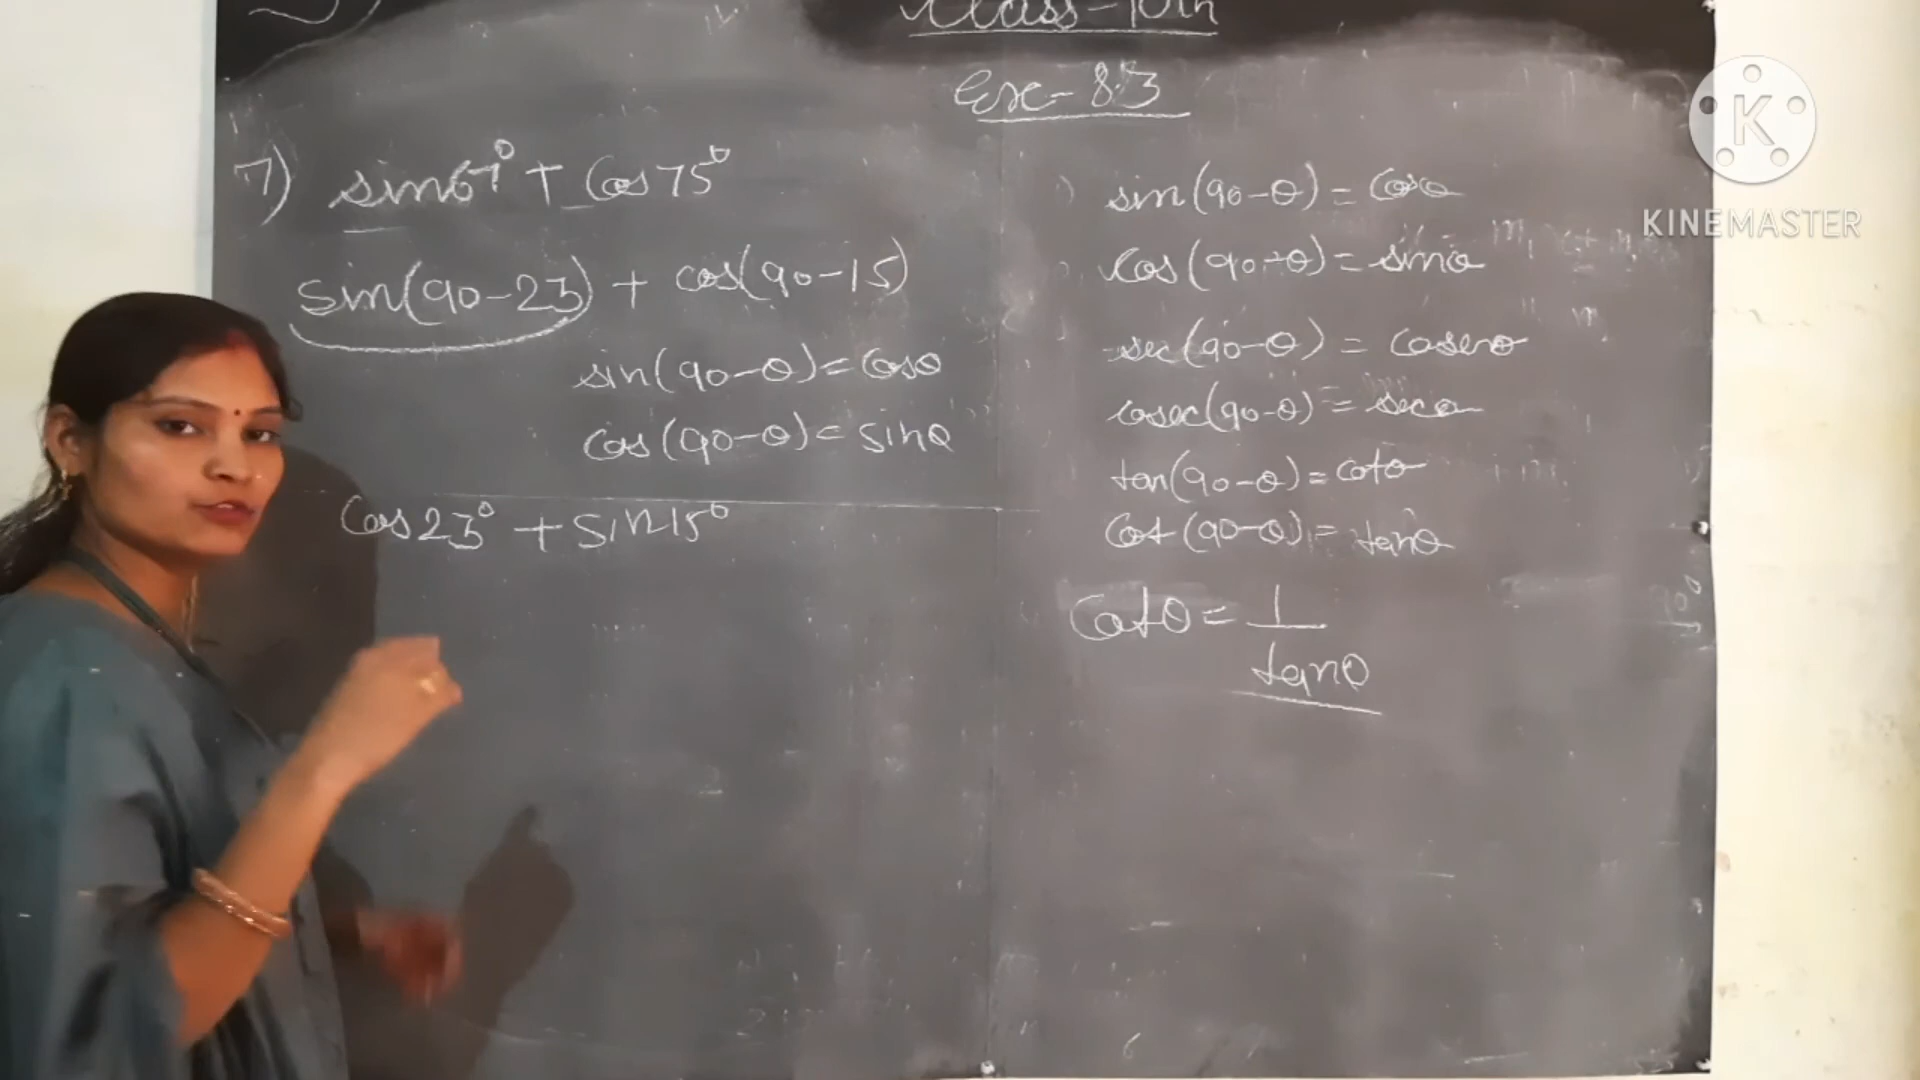 Class-10th
Exc-8.3
7) sin67° + Cos75°
sin(90-23) + cos(90-15)
sin(90-θ)=Cosθ
cos(90-θ)=sinθ
Cos23° + sin15°
sin(90-θ)=Cosθ
Cos(90-θ)=sinθ
sec(90-θ)=cosecθ
cosec(90-θ)=secθ
tan(90-θ)=cotθ
Cot(90-θ)=tanθ
Cotθ=1
tanθ
K
KINEMASTER